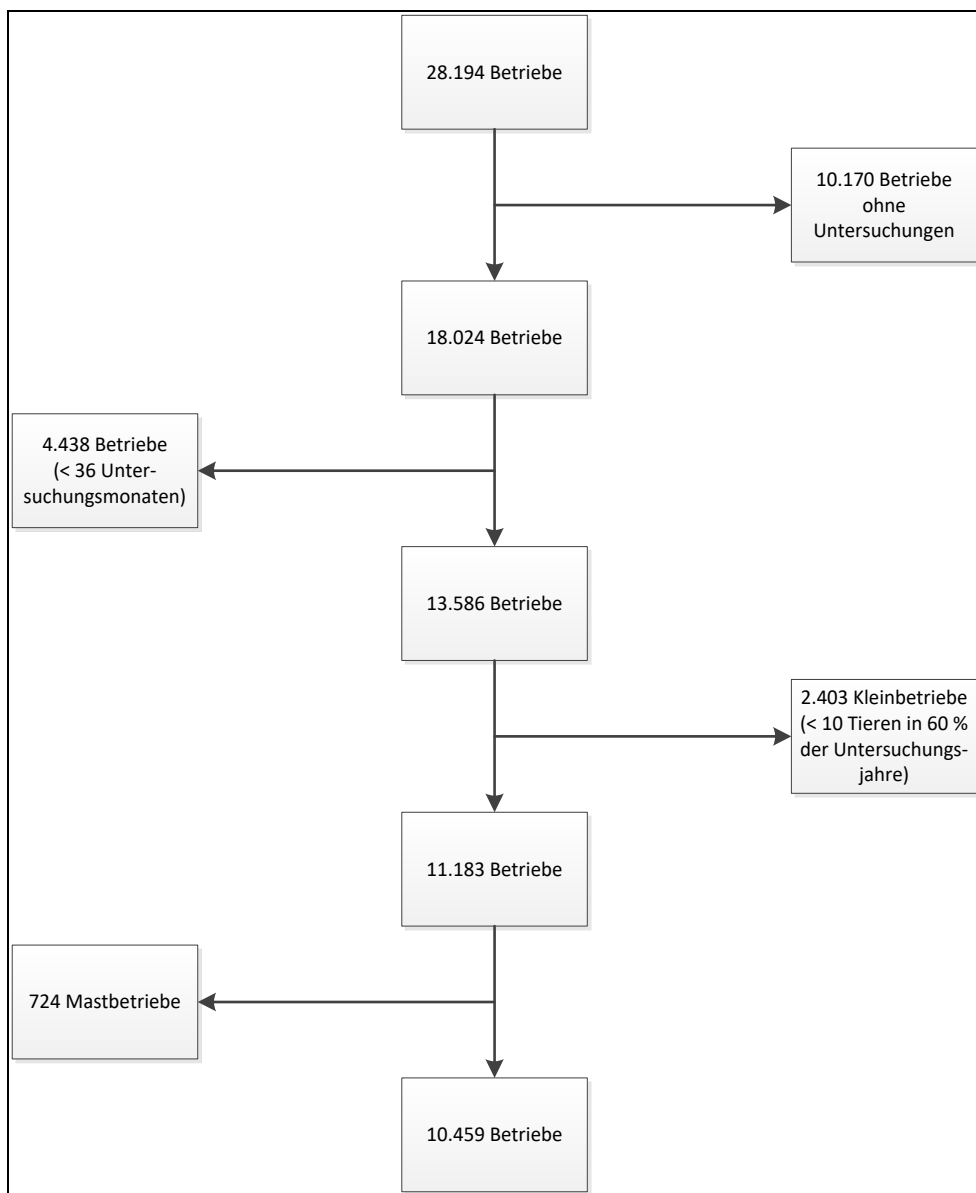 28.194 Betriebe
10.170 Betriebe
ohne
Untersuchungen
18.024 Betriebe
4.438 Betriebe
(< 36 Unter-
suchungsmonaten)
13.586 Betriebe
2.403 Kleinbetriebe
(< 10 Tieren in 60 %
der Untersuchungs-
jahre)
11.183 Betriebe
724 Mastbetriebe
10.459 Betriebe